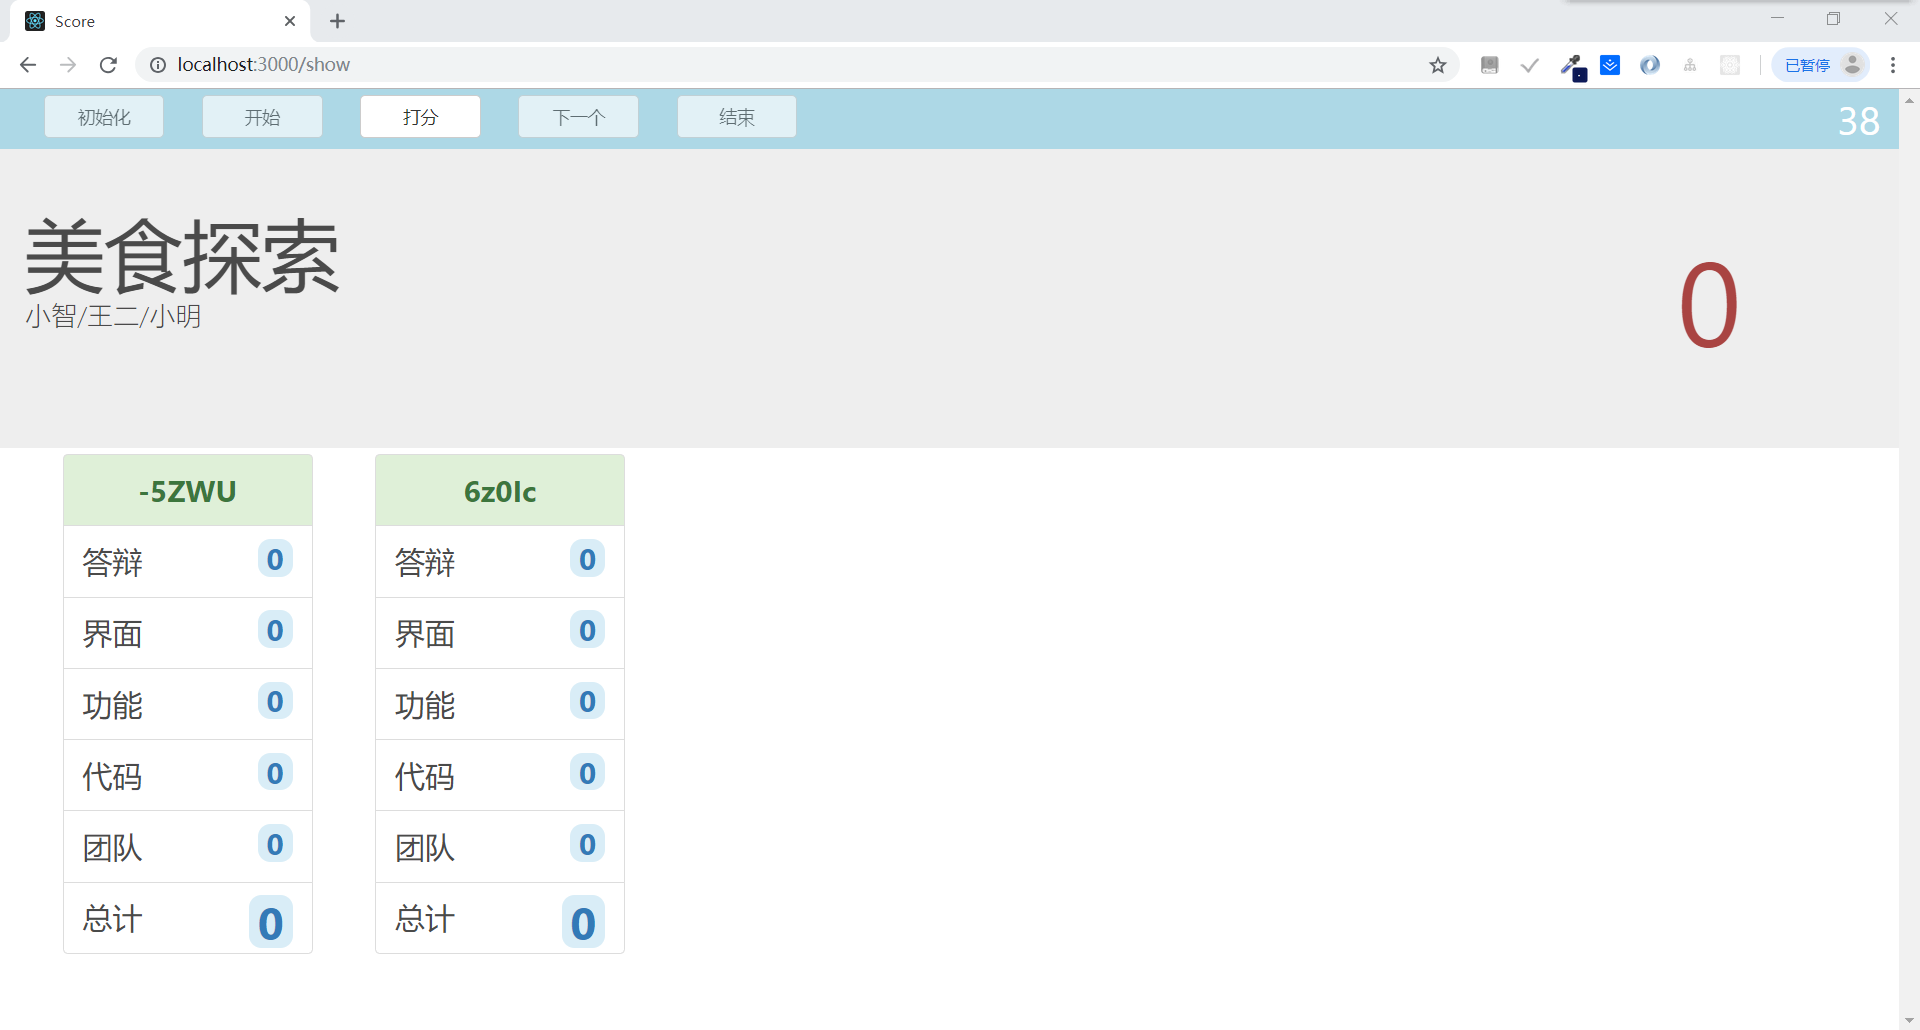 Score
localhost:3000/show
已暂停
初始化 开始 打分 下一个 结束 38
美食探索
小智/王二/小明
0
-5ZWU
答辩 0
界面 0
功能 0
代码 0
团队 0
总计 0
6z0lc
答辩 0
界面 0
功能 0
代码 0
团队 0
总计 0